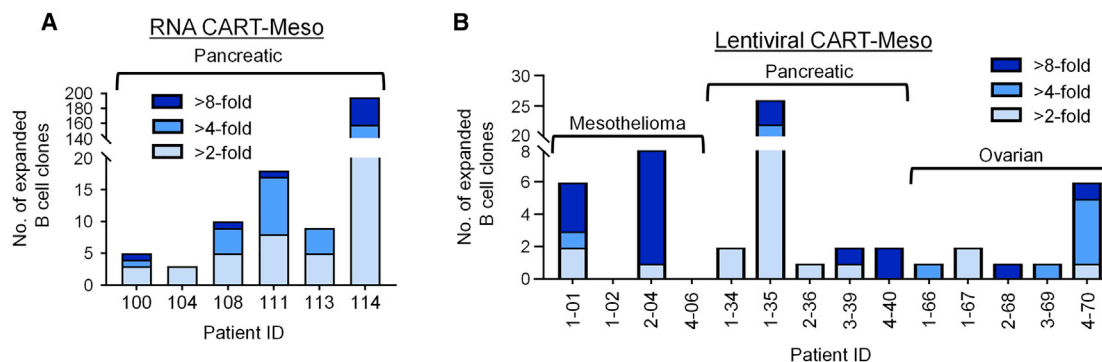 A
RNA CART-Meso
Pancreatic
No. of expanded
B cell clones
200
180
160
140
20
15
10
5
0
>8-fold
>4-fold
>2-fold
100 104 108 111 113 114
Patient ID
B
Lentiviral CART-Meso
Pancreatic
Mesothelioma
Ovarian
No. of expanded
B cell clones
30
25
20
8
6
4
2
0
>8-fold
>4-fold
>2-fold
1-01 1-02 2-04 4-06 1-34 1-35 2-36 3-39 4-40 1-66 1-67 2-68 3-69 4-70
Patient ID